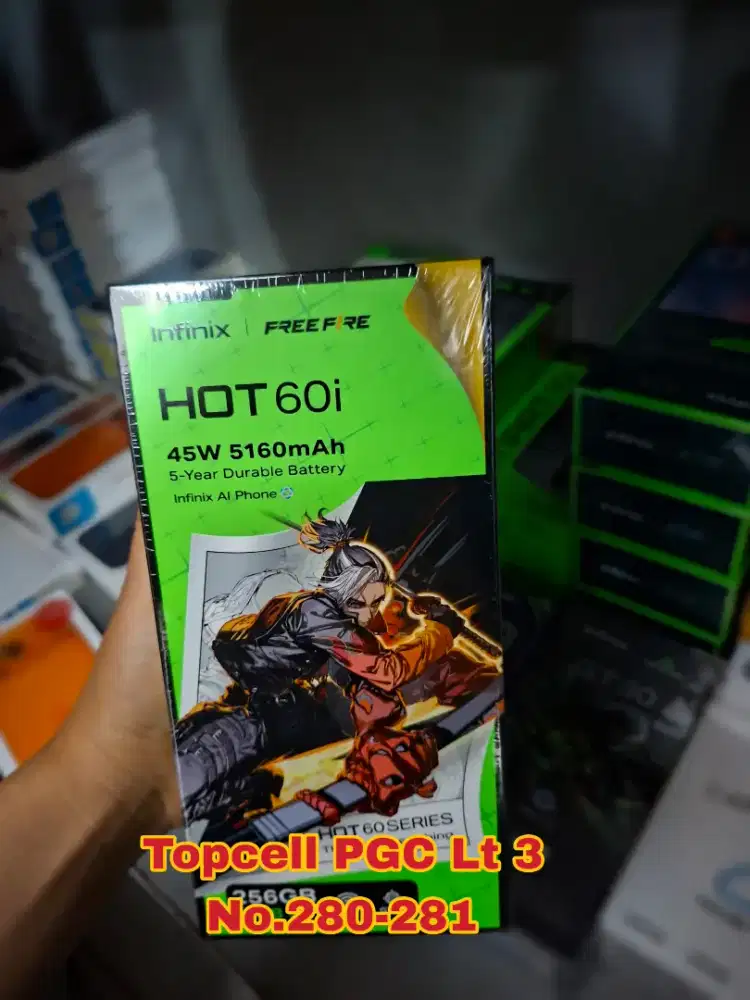 Infinix | FREE FIRE
HOT 60i
45W 5160mAh
5-Year Durable Battery
Infinix AI Phone
HOT 60 SERIES
Topcell PGC Lt 3
256GB
No.280-281